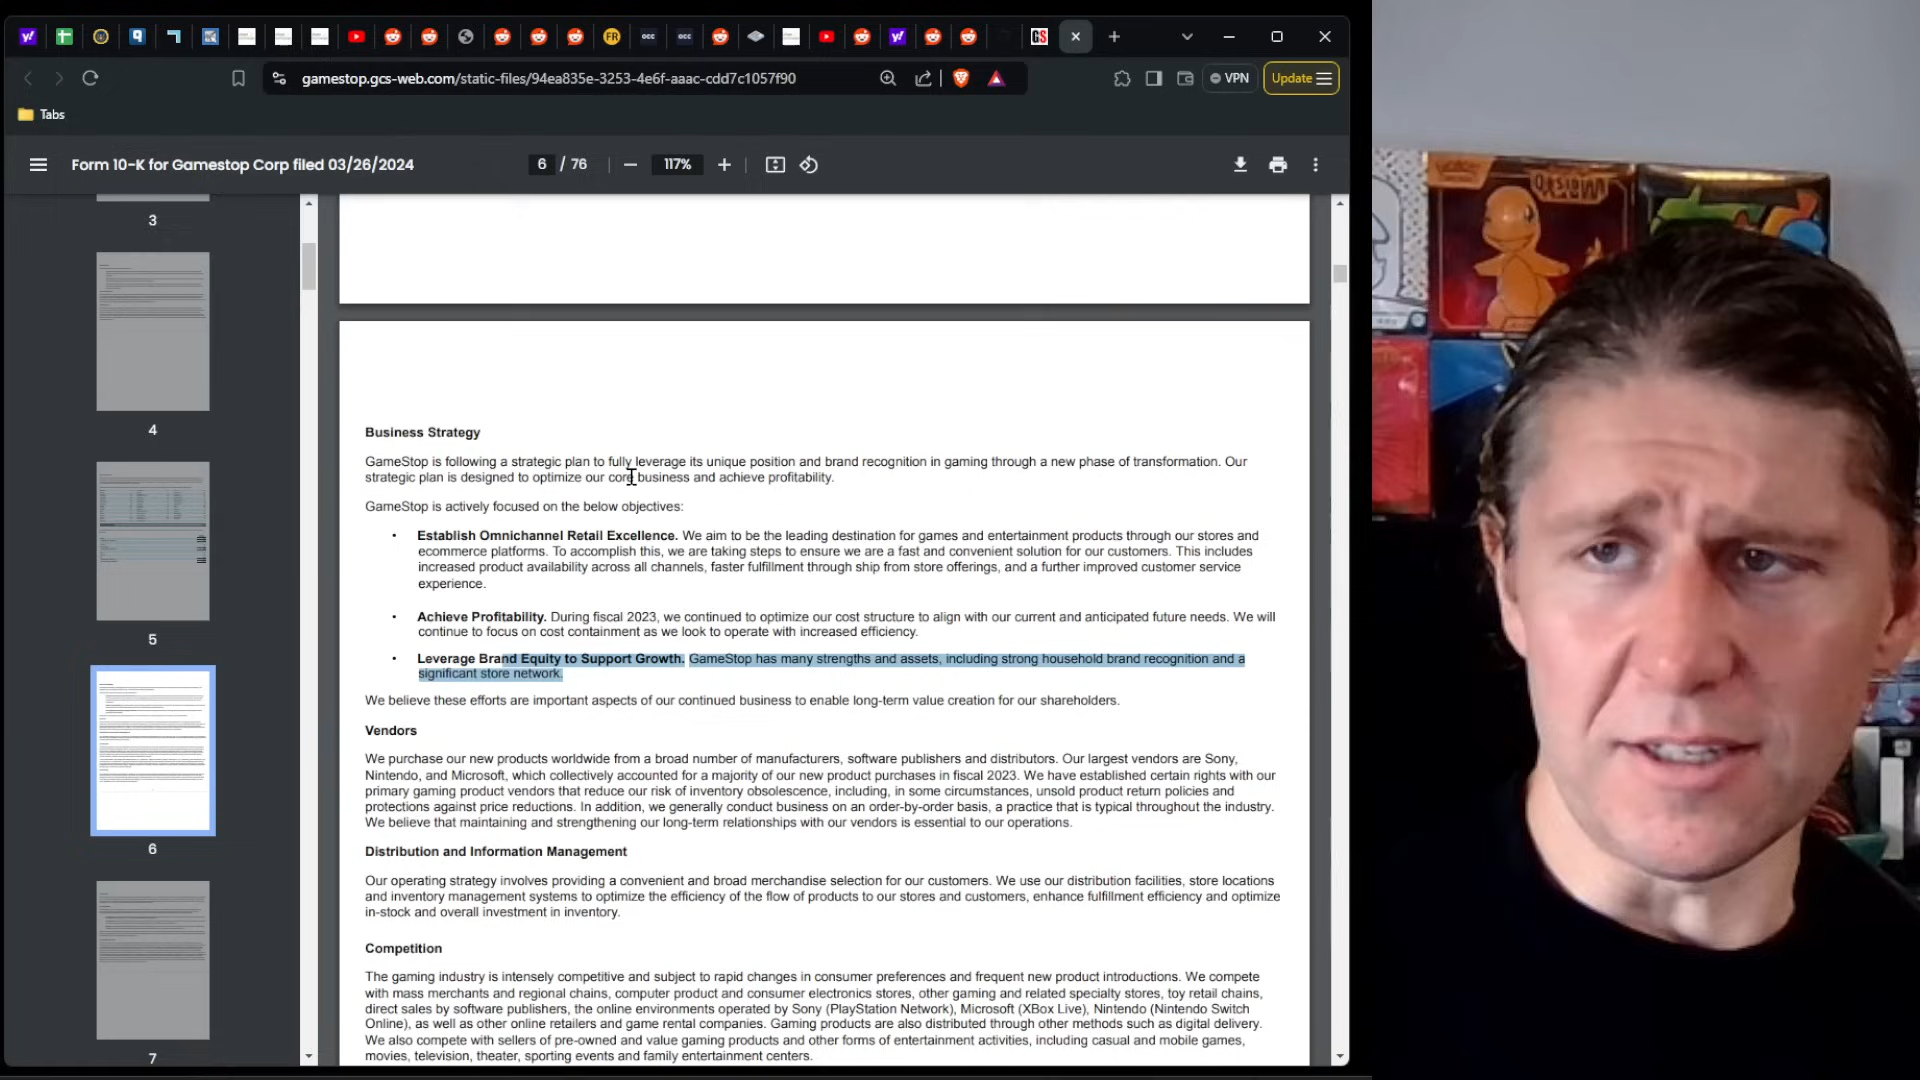 gamestop.gcs-web.com/static-files/94ea835e-3253-4e6f-aaac-cdd7c1057f90
VPN
Update
Tabs
Form 10-K for Gamestop Corp filed 03/26/2024
6 / 76
117%
3
4
5
6
7
Business Strategy
GameStop is following a strategic plan to fully leverage its unique position and brand recognition in gaming through a new phase of transformation. Our
strategic plan is designed to optimize our core business and achieve profitability.
GameStop is actively focused on the below objectives:
• Establish Omnichannel Retail Excellence. We aim to be the leading destination for games and entertainment products through our stores and
ecommerce platforms. To accomplish this, we are taking steps to ensure we are a fast and convenient solution for our customers. This includes
increased product availability across all channels, faster fulfillment through ship from store offerings, and a further improved customer service
experience.
• Achieve Profitability. During fiscal 2023, we continued to optimize our cost structure to align with our current and anticipated future needs. We will
continue to focus on cost containment as we look to operate with increased efficiency.
• Leverage Brand Equity to Support Growth. GameStop has many strengths and assets, including strong household brand recognition and a
significant store network.
We believe these efforts are important aspects of our continued business to enable long-term value creation for our shareholders.
Vendors
We purchase our new products worldwide from a broad number of manufacturers, software publishers and distributors. Our largest vendors are Sony,
Nintendo, and Microsoft, which collectively accounted for a majority of our new product purchases in fiscal 2023. We have established certain rights with our
primary gaming product vendors that reduce our risk of inventory obsolescence, including, in some circumstances, unsold product return policies and
protections against price reductions. In addition, we generally conduct business on an order-by-order basis, a practice that is typical throughout the industry.
We believe that maintaining and strengthening our long-term relationships with our vendors is essential to our operations.
Distribution and Information Management
Our operating strategy involves providing a convenient and broad merchandise selection for our customers. We use our distribution facilities, store locations
and inventory management systems to optimize the efficiency of the flow of products to our stores and customers, enhance fulfillment efficiency and optimize
in-stock and overall investment in inventory.
Competition
The gaming industry is intensely competitive and subject to rapid changes in consumer preferences and frequent new product introductions. We compete
with mass merchants and regional chains, computer product and consumer electronics stores, other gaming and related specialty stores, toy retail chains,
direct sales by software publishers, the online environments operated by Sony (PlayStation Network), Microsoft (XBox Live), Nintendo (Nintendo Switch
Online), as well as other online retailers and game rental companies. Gaming products are also distributed through other methods such as digital delivery.
We also compete with sellers of pre-owned and value gaming products and other forms of entertainment activities, including casual and mobile games,
movies, television, theater, sporting events and family entertainment centers.